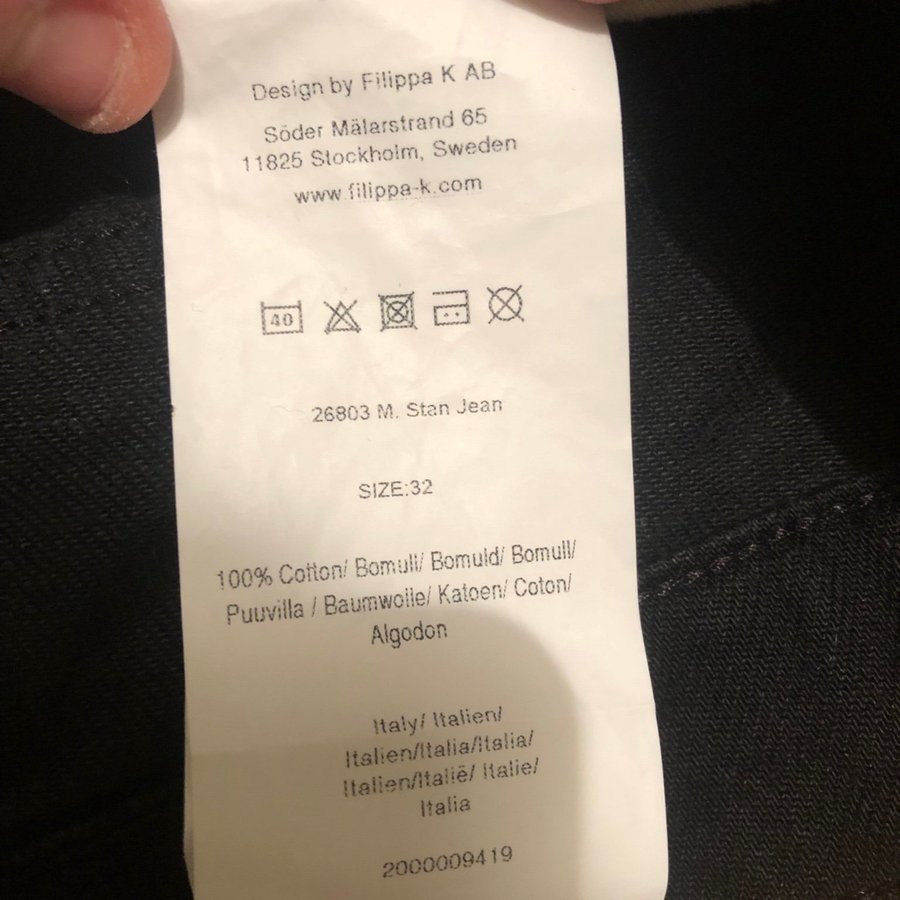 Design by Filippa K AB
Söder Mälarstrand 65
11825 Stockholm, Sweden
www.filippa-k.com
40
26803 M. Stan Jean
SIZE:32
100% Cotton/ Bomull/ Bomuld/ Bomull/
Puuvilla / Baumwolle/ Katoen/ Coton/
Algodon
Italy/ Italien/
Italien/Italia/Italia/
Italien/Italië/ Italie/
Italia
2000009419